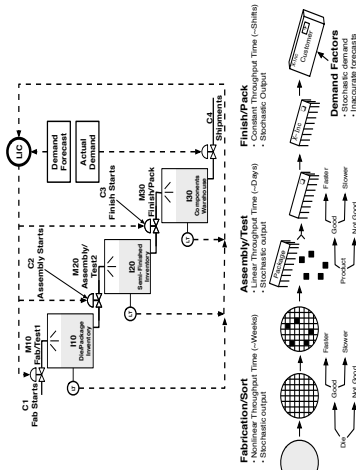 LIC
Demand
Forecast
Actual
Demand
C1
Fab Starts
M10
Fab/Test1
C2
Assembly Starts
M20
Assembly/
Test2
C3
Finish Starts
M30
Finish/Pack
C4
Shipments
I10
Die/Package
Inventory
I20
Semi-Finished
Inventory
I30
Components
Warehouse
LT
LT
LT
Fabrication/Sort
· Nonlinear Throughput Time (~Weeks)
· Stochastic output
Assembly/Test
· Linear Throughput Time (~Days)
· Stochastic output
Finish/Pack
· Constant Throughput Time (~Shifts)
· Stochastic Output
Package
X- Inc
X-Inc
Customer
Die
Good
Not Good
Faster
Slower
Product
Good
Not Good
Faster
Slower
Demand Factors
· Stochastic demand
· Inaccurate forecasts